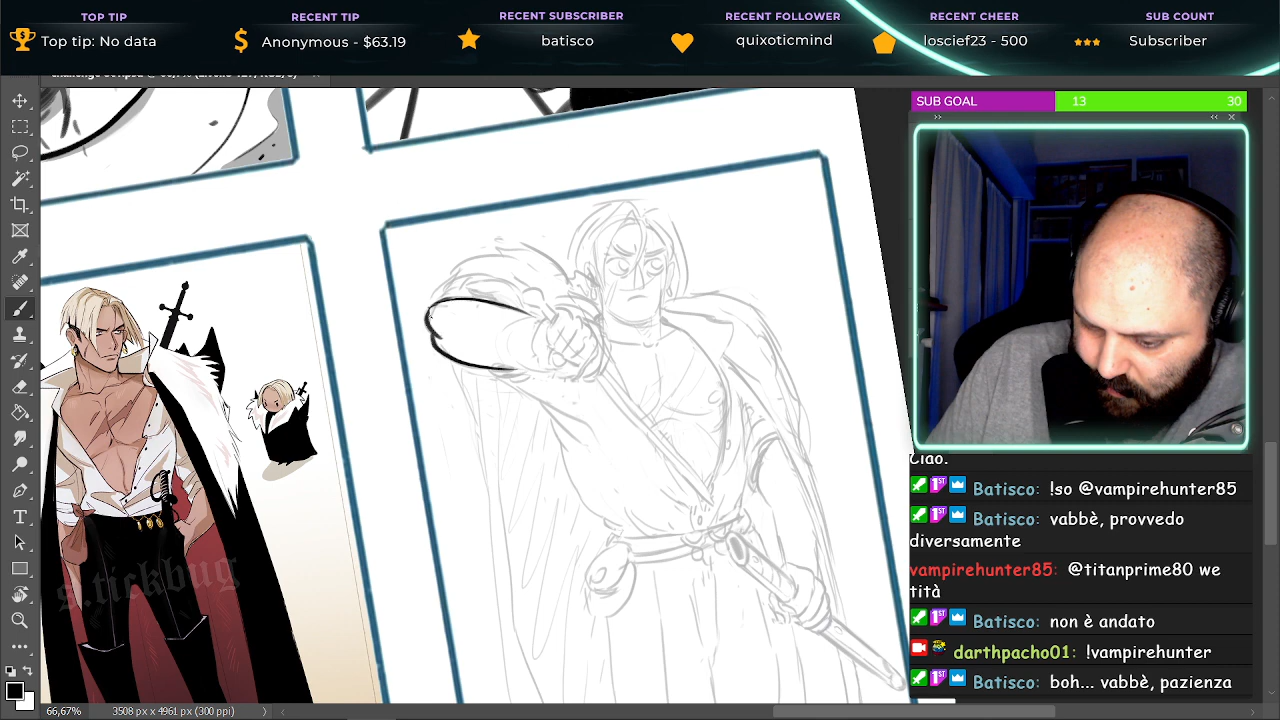 TOP TIP
Top tip: No data
RECENT TIP
Anonymous - $63.19
RECENT SUBSCRIBER
batisco
RECENT FOLLOWER
quixoticmind
RECENT CHEER
loscief23 - 500
SUB COUNT
Subscriber
SUB GOAL 13 30
s.tickbug
Ciao.
Batisco: !so @vampirehunter85
Batisco: vabbè, provvedo
diversamente
vampirehunter85: @titanprime80 we
tità
Batisco: non è andato
darthpacho01: !vampirehunter
Batisco: boh... vabbè, pazienza
66,67% 3508 px x 4961 px (300 ppi)